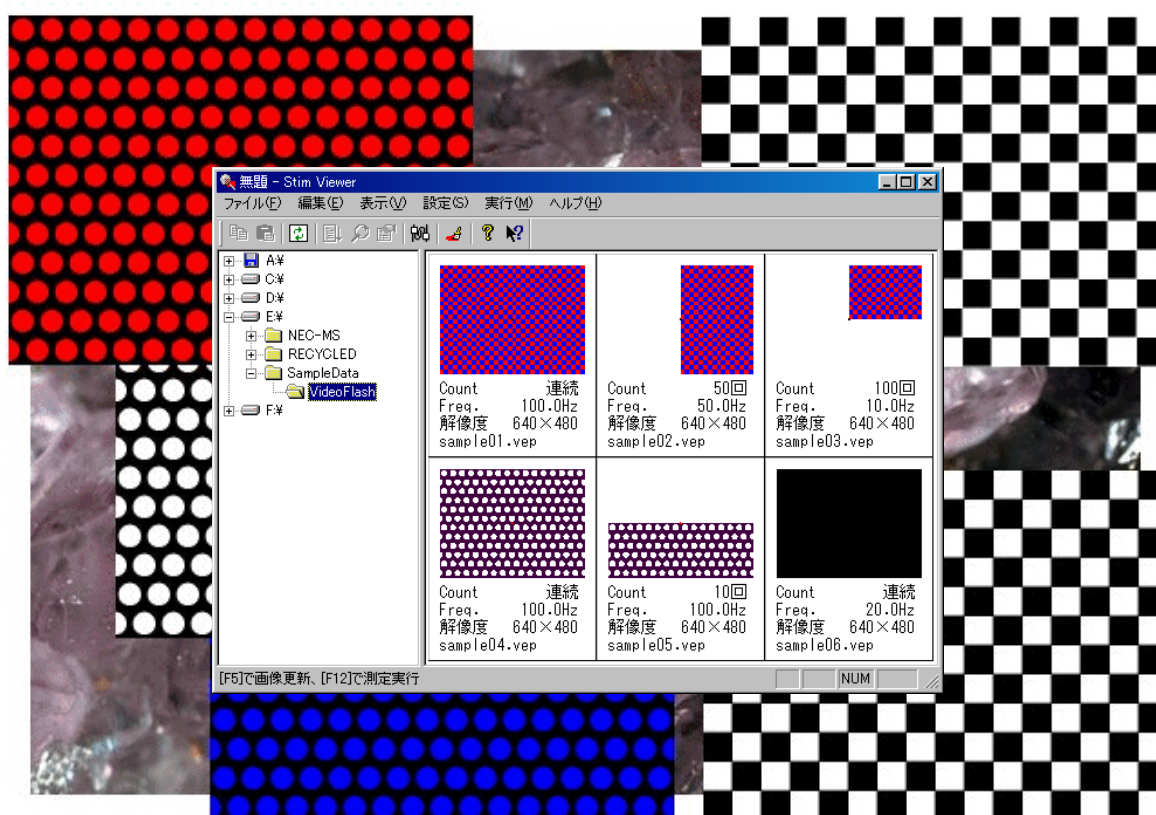 無題 - Stim Viewer
ファイル(F) 編集(E) 表示(V) 設定(S) 実行(M) ヘルプ(H)
A:¥
C:¥
D:¥
E:¥
NEC-MS
RECYCLED
SampleData
VideoFlash
F:¥
Count 連続
Freq. 100.0Hz
解像度 640×480
sample01.vep
Count 50回
Freq. 50.0Hz
解像度 640×480
sample02.vep
Count 100回
Freq. 10.0Hz
解像度 640×480
sample03.vep
Count 連続
Freq. 100.0Hz
解像度 640×480
sample04.vep
Count 10回
Freq. 100.0Hz
解像度 640×480
sample05.vep
Count 連続
Freq. 20.0Hz
解像度 640×480
sample06.vep
[F5]で画像更新、[F12]で測定実行
NUM